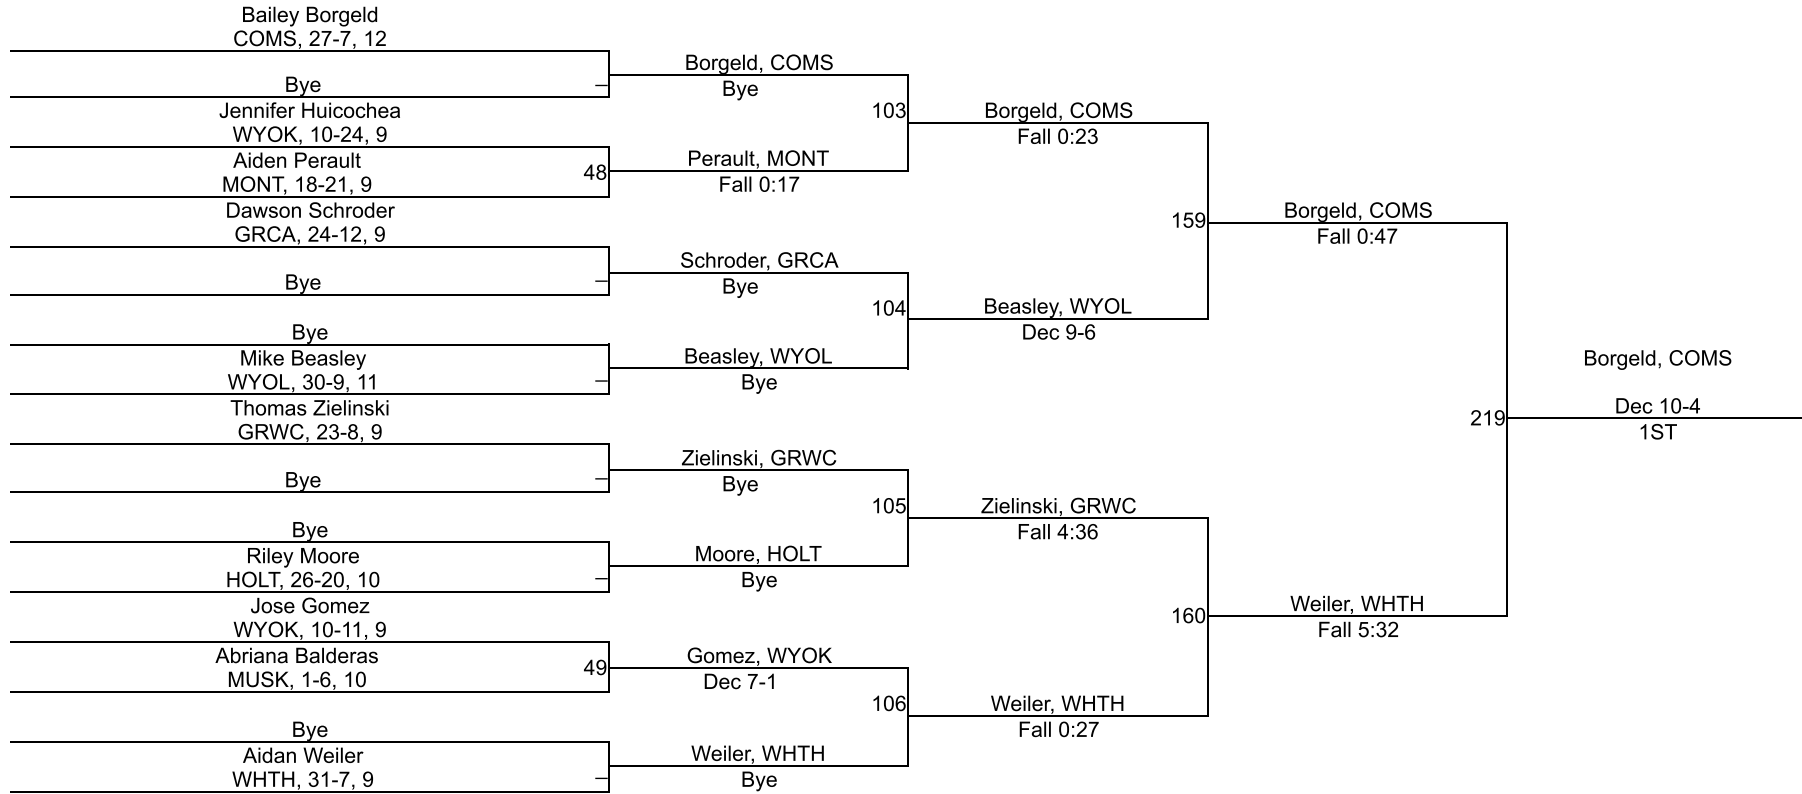 Bailey Borgeld
COMS, 27-7, 12
Bye
–
Jennifer Huicochea
WYOK, 10-24, 9
Aiden Perault
MONT, 18-21, 9
48
Dawson Schroder
GRCA, 24-12, 9
Bye
–
Bye
Mike Beasley
WYOL, 30-9, 11
–
Thomas Zielinski
GRWC, 23-8, 9
Bye
–
Bye
Riley Moore
HOLT, 26-20, 10
–
Jose Gomez
WYOK, 10-11, 9
Abriana Balderas
MUSK, 1-6, 10
49
Bye
Aidan Weiler
WHTH, 31-7, 9
–
Borgeld, COMS
Bye
103
Perault, MONT
Fall 0:17
Schroder, GRCA
Bye
104
Beasley, WYOL
Bye
Zielinski, GRWC
Bye
105
Moore, HOLT
Bye
Gomez, WYOK
Dec 7-1
106
Weiler, WHTH
Bye
Borgeld, COMS
Fall 0:23
159
Beasley, WYOL
Dec 9-6
Zielinski, GRWC
Fall 4:36
160
Weiler, WHTH
Fall 0:27
Borgeld, COMS
Fall 0:47
219
Weiler, WHTH
Fall 5:32
Borgeld, COMS
Dec 10-4
1ST